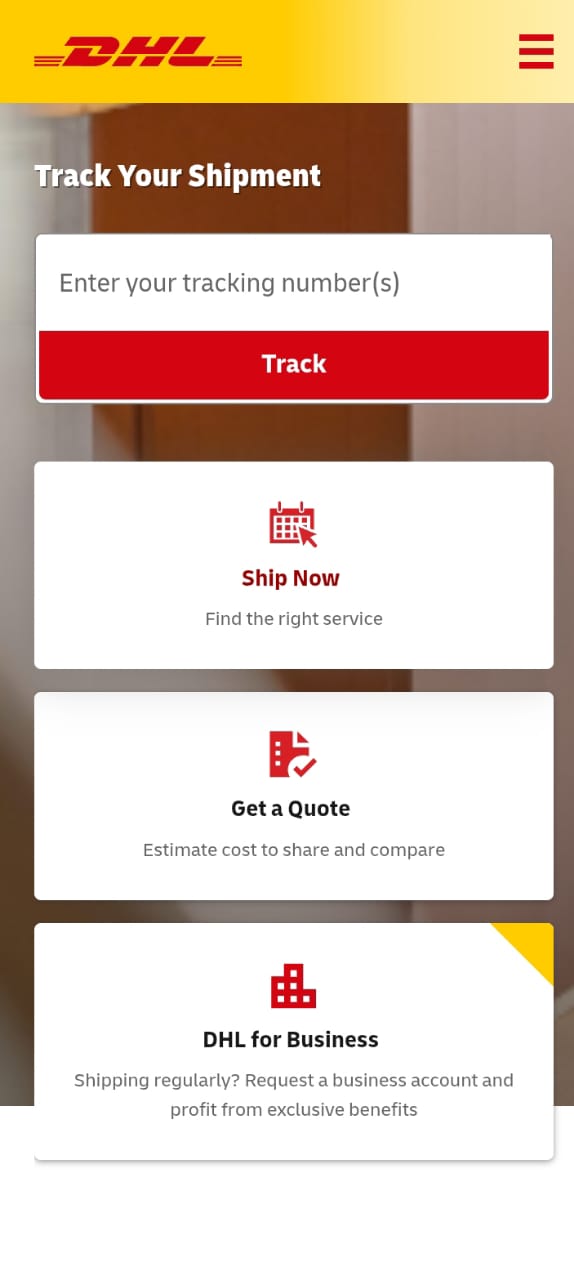 DHL
Track Your Shipment
Enter your tracking number(s)
Track
Ship Now
Find the right service
Get a Quote
Estimate cost to share and compare
DHL for Business
Shipping regularly? Request a business account and
profit from exclusive benefits